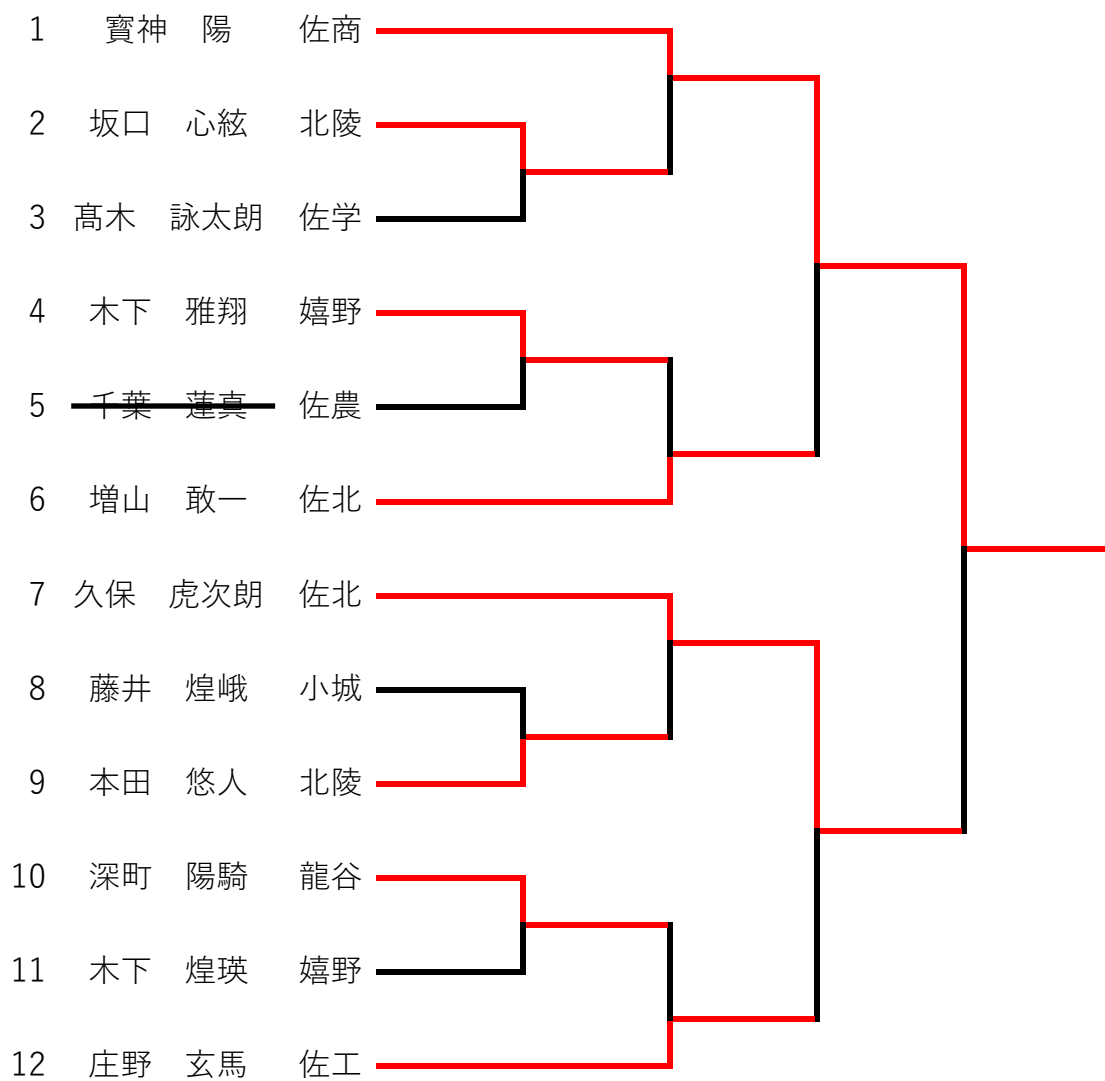 1 寳神 陽 佐商
2 坂口 心絃 北陵
3 髙木 詠太朗 佐学
4 木下 雅翔 嬉野
5 千葉 蓮真 佐農
6 増山 敢一 佐北
7 久保 虎次朗 佐北
8 藤井 煌峨 小城
9 本田 悠人 北陵
10 深町 陽騎 龍谷
11 木下 煌瑛 嬉野
12 庄野 玄馬 佐工